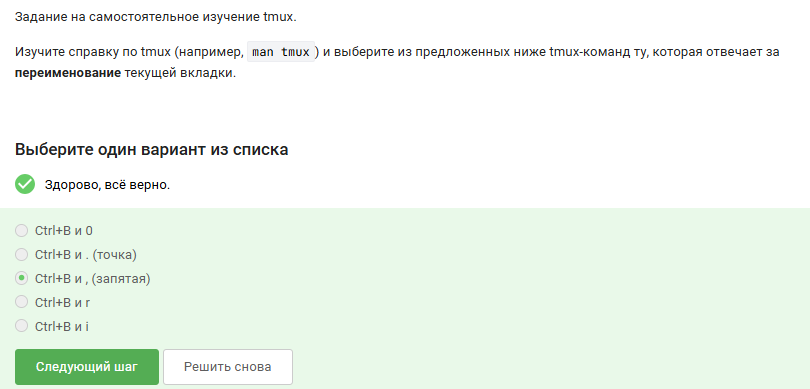 Задание на самостоятельное изучение tmux.
Изучите справку по tmux (например, man tmux ) и выберите из предложенных ниже tmux-команд ту, которая отвечает за
переименование текущей вкладки.
Выберите один вариант из списка
Здорово, всё верно.
Ctrl+B и 0
Ctrl+B и . (точка)
Ctrl+B и , (запятая)
Ctrl+B и r
Ctrl+B и i
Следующий шаг
Решить снова